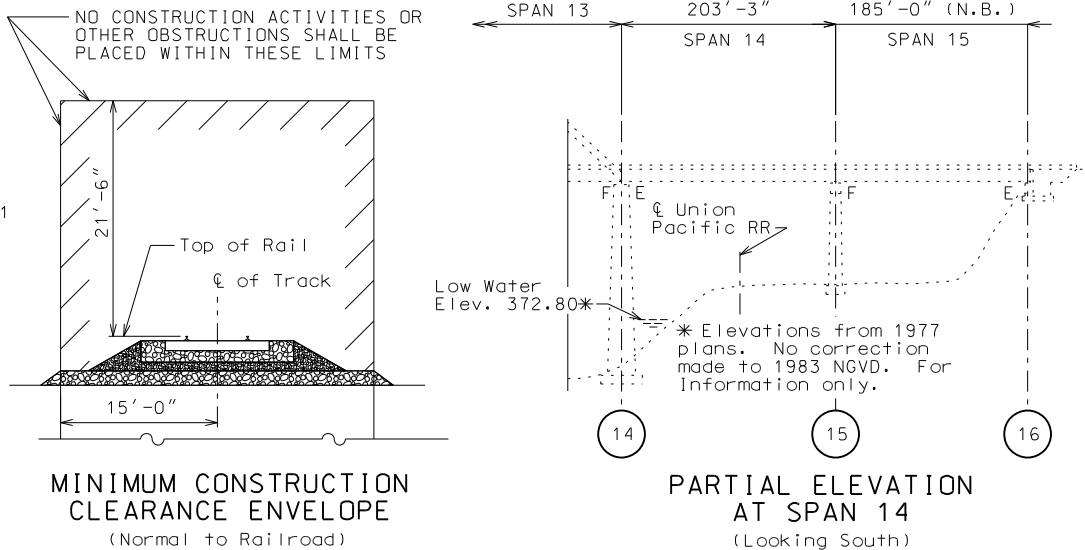 NO CONSTRUCTION ACTIVITIES OR
OTHER OBSTRUCTIONS SHALL BE
PLACED WITHIN THESE LIMITS
21'-6"
1
Top of Rail
℄ of Track
15'-0"
MINIMUM CONSTRUCTION
CLEARANCE ENVELOPE
(Normal to Railroad)
SPAN 13
203'-3"
185'-0" (N.B.)
SPAN 14
SPAN 15
F E
F
E
℄ Union
Pacific RR
Low Water
Elev. 372.80*
* Elevations from 1977
plans. No correction
made to 1983 NGVD. For
Information only.
14
15
16
PARTIAL ELEVATION
AT SPAN 14
(Looking South)